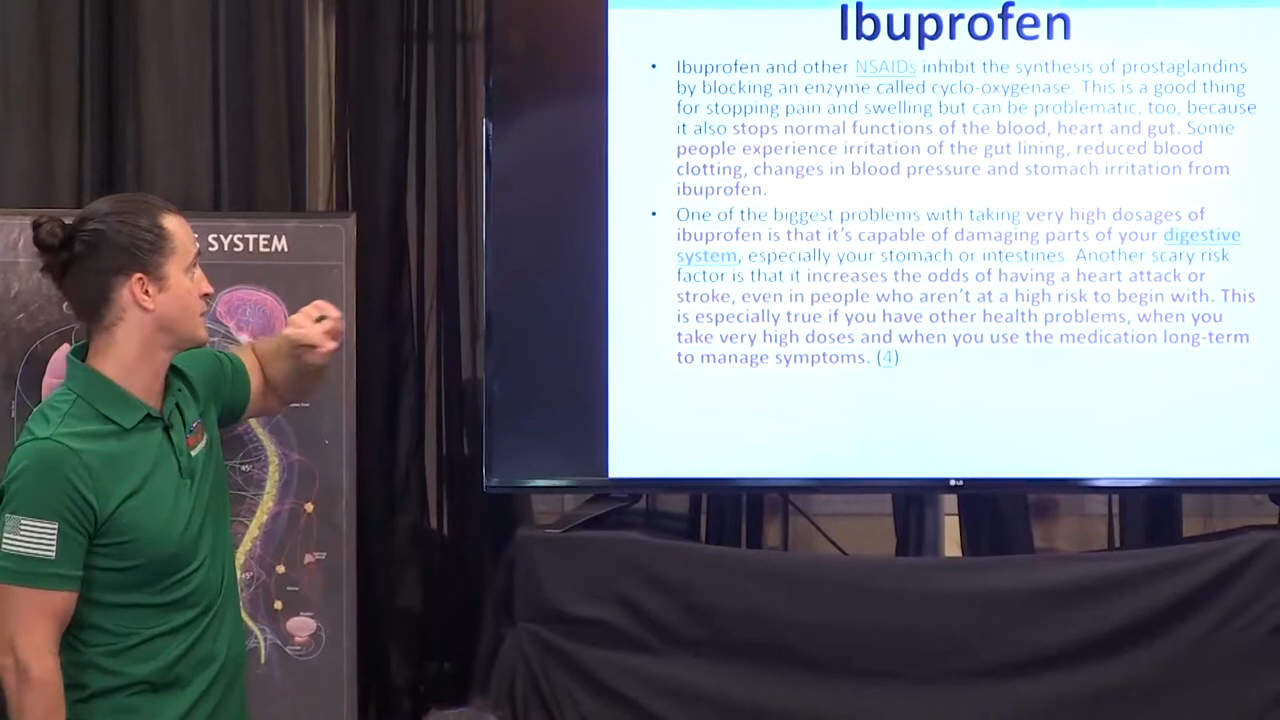 Ibuprofen
• Ibuprofen and other NSAIDs inhibit the synthesis of prostaglandins
by blocking an enzyme called cyclo-oxygenase. This is a good thing
for stopping pain and swelling but can be problematic, too, because
it also stops normal functions of the blood, heart and gut. Some
people experience irritation of the gut lining, reduced blood
clotting, changes in blood pressure and stomach irritation from
ibuprofen.
• One of the biggest problems with taking very high dosages of
ibuprofen is that it’s capable of damaging parts of your digestive
system, especially your stomach or intestines. Another scary risk
factor is that it increases the odds of having a heart attack or
stroke, even in people who aren’t at a high risk to begin with. This
is especially true if you have other health problems, when you
take very high doses and when you use the medication long-term
to manage symptoms. (4)
SYSTEM
45°
45°
LG